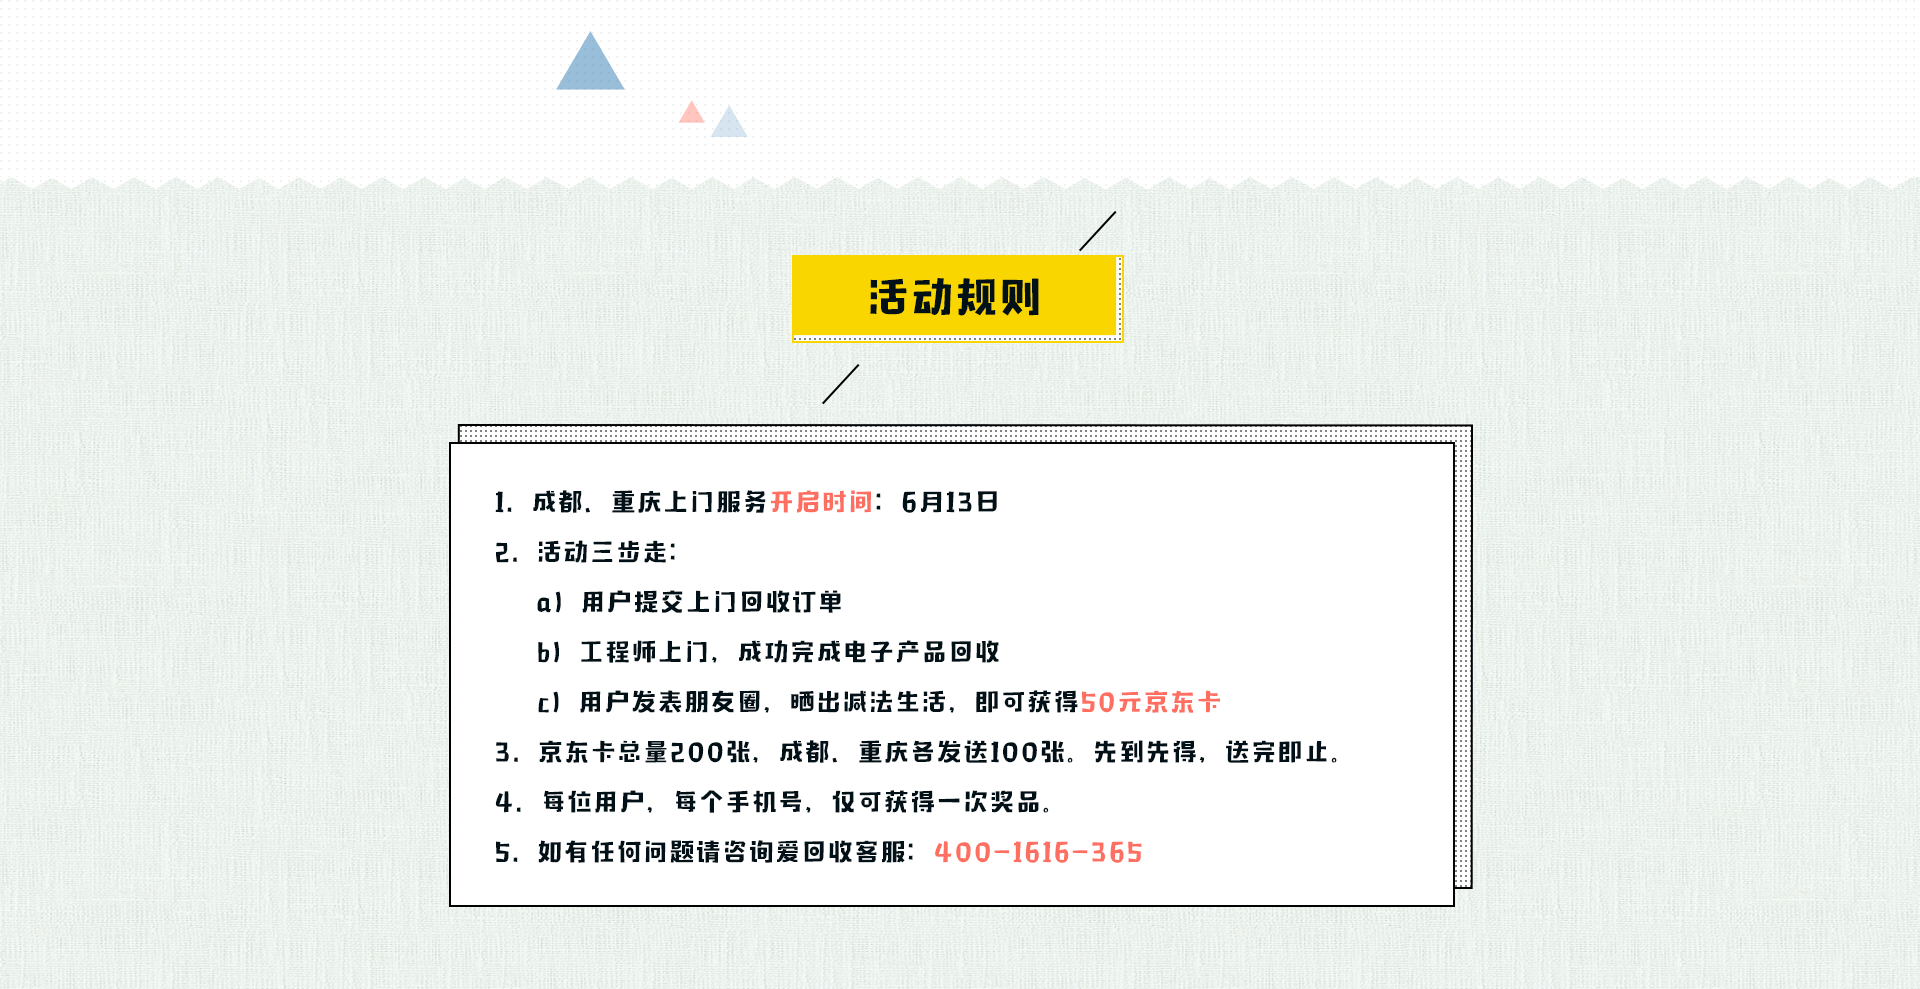 活动规则
1. 成都、重庆上门服务开启时间：6月13日
2. 活动三步走：
a) 用户提交上门回收订单
b) 工程师上门，成功完成电子产品回收
c) 用户发表朋友圈，晒出减法生活，即可获得50元京东卡
3. 京东卡总量200张，成都、重庆各发送100张。先到先得，送完即止。
4. 每位用户，每个手机号，仅可获得一次奖品。
5. 如有任何问题请咨询爱回收客服：400-1616-365